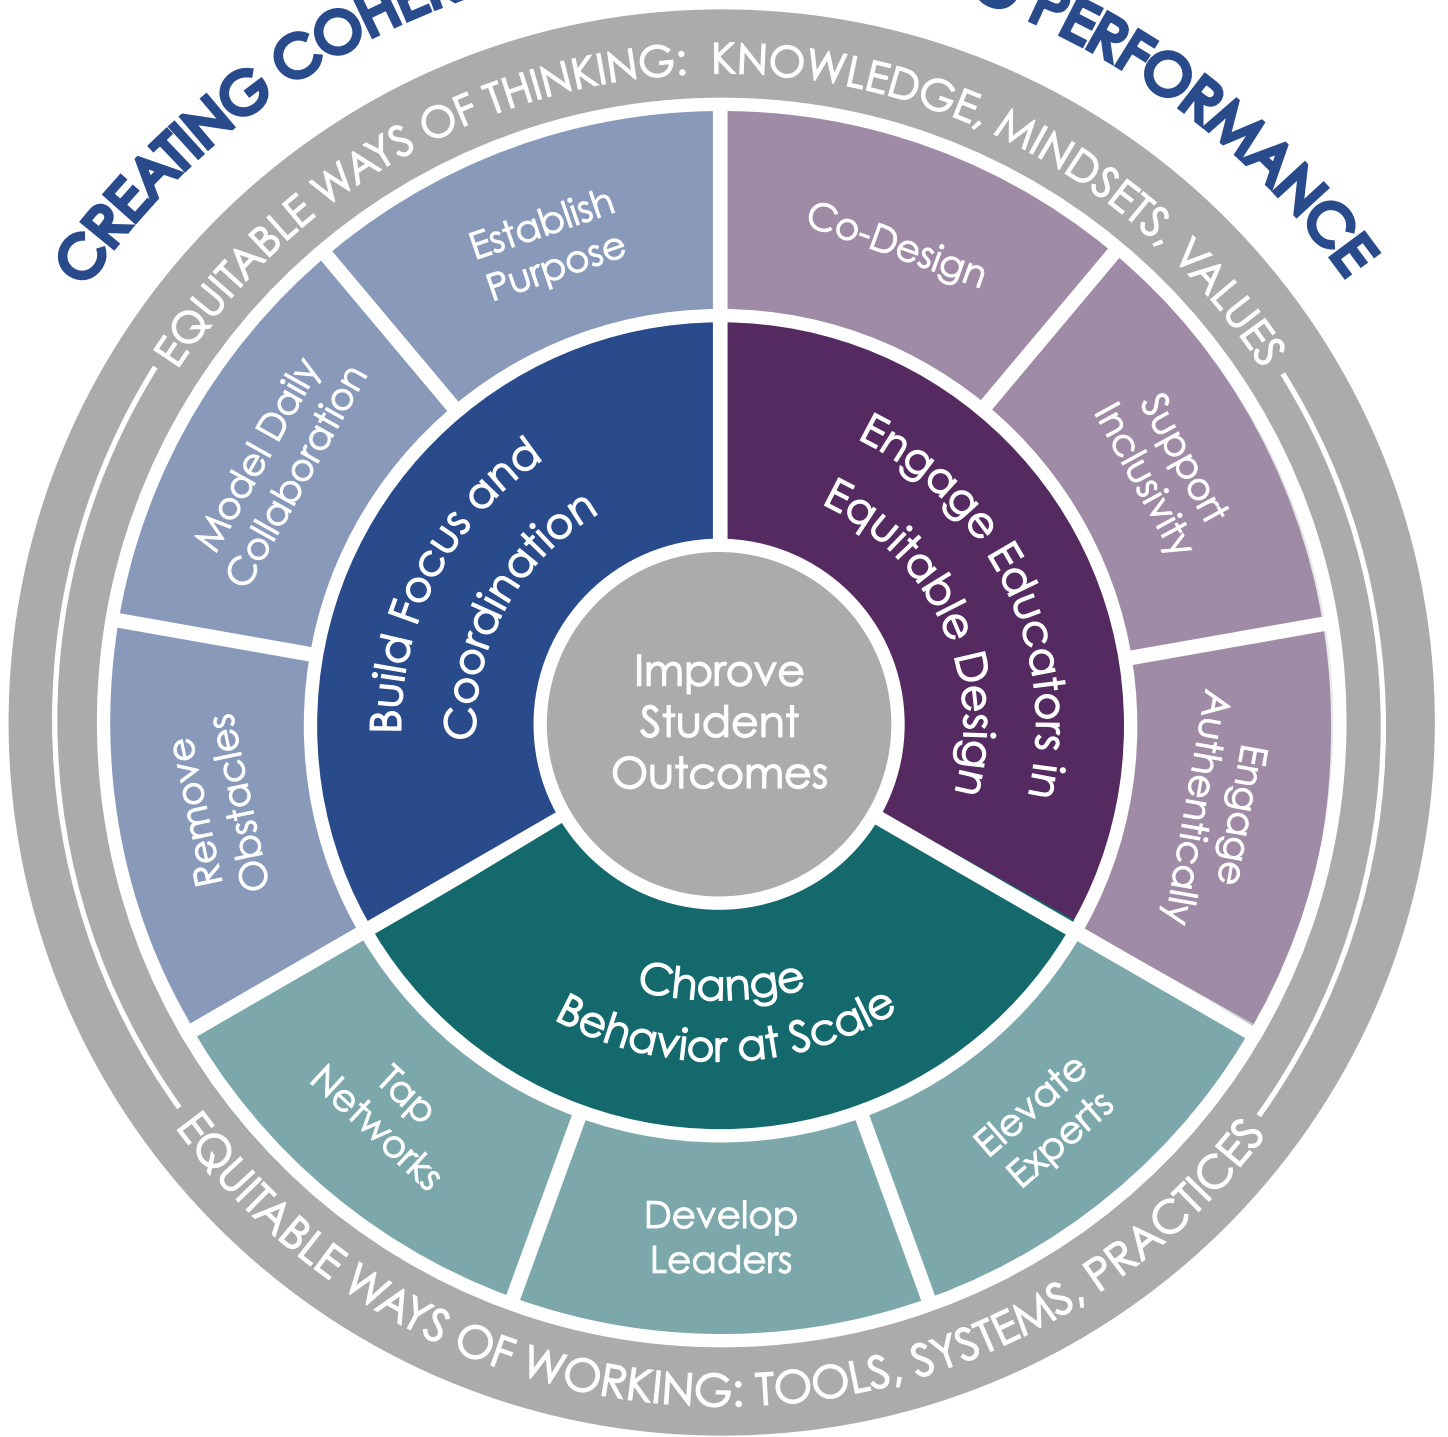 CREATING
PERFORMANCE
EQUITABLE WAYS OF THINKING: KNOWLEDGE, MINDSETS, VALUES
Establish
Purpose
Co-Design
Model Daily
Collaboration
Support
Inclusivity
Remove
Obstacles
Engage
Authentically
Build Focus and
Coordination
Engage Educators in
Equitable Design
Improve
Student
Outcomes
Change
Behavior at Scale
Tap
Networks
Develop
Leaders
Elevate
Experts
EQUITABLE WAYS OF WORKING: TOOLS, SYSTEMS, PRACTICES